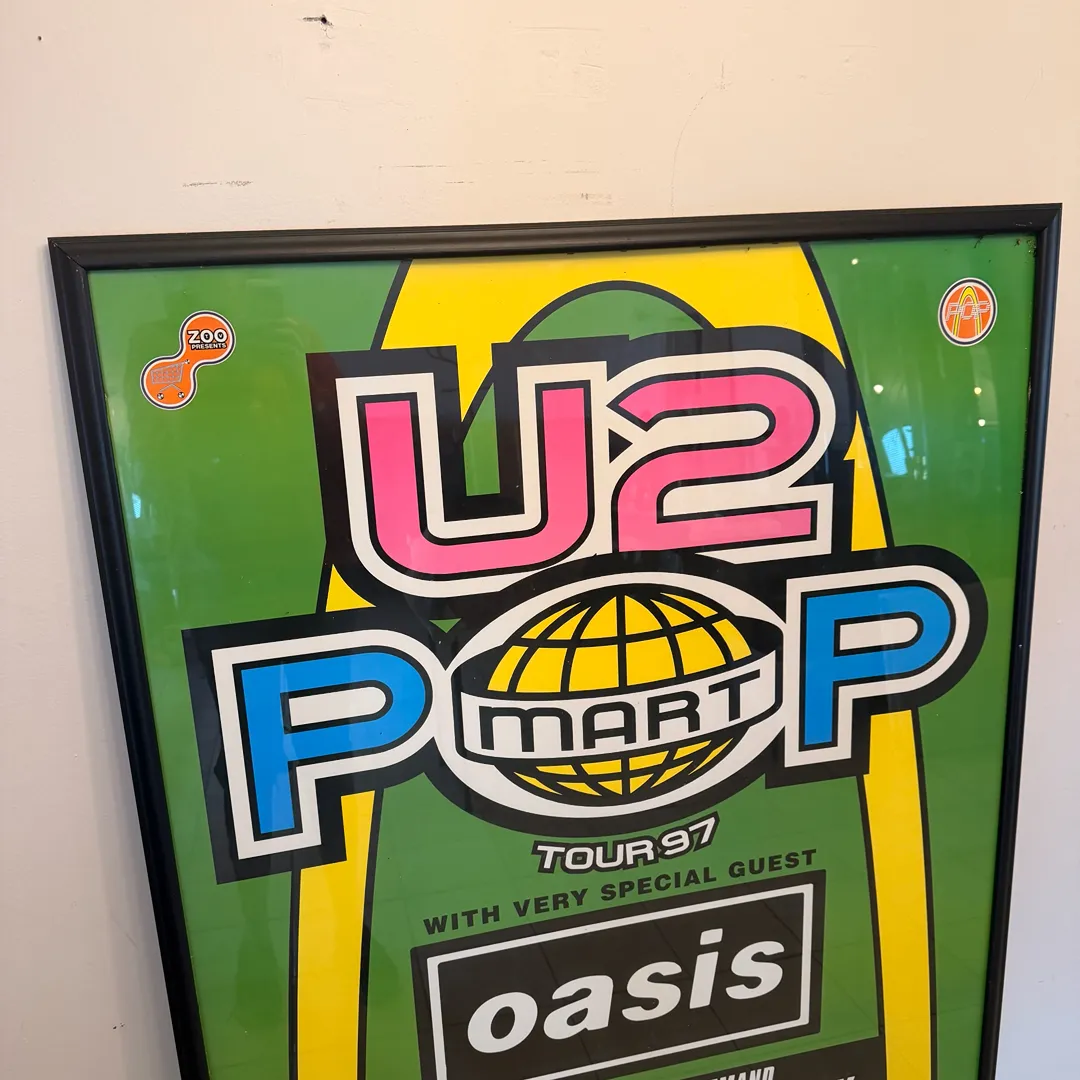 ZOO
PRESENTS
POP
U2
POP
MART
TOUR 97
WITH VERY SPECIAL GUEST
oasis